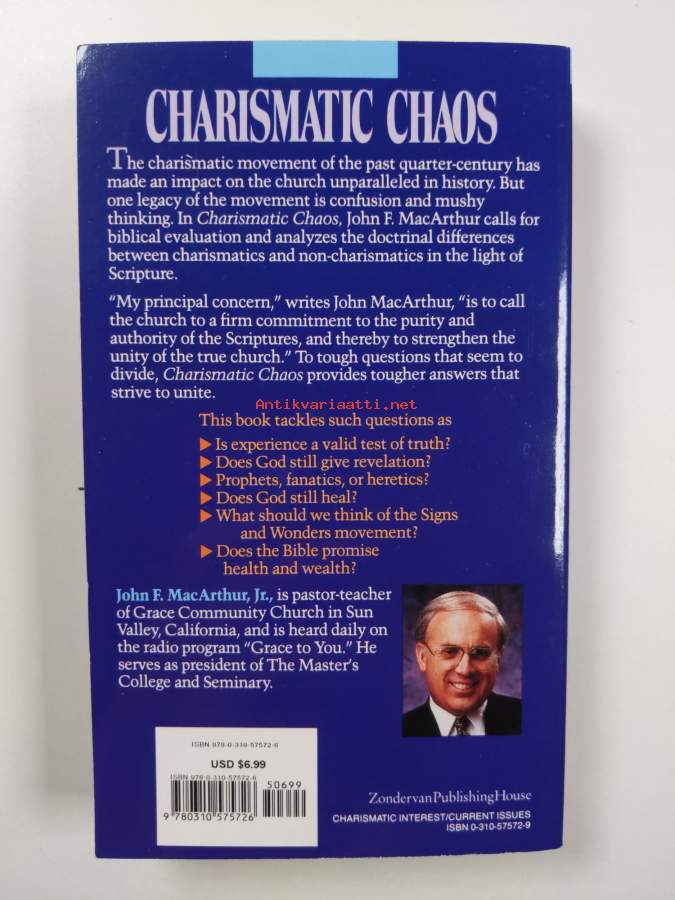 CHARISMATIC CHAOS
The charismatic movement of the past quarter-century has
made an impact on the church unparalleled in history. But
one legacy of the movement is confusion and mushy
thinking. In Charismatic Chaos, John F. MacArthur calls for
biblical evaluation and analyzes the doctrinal differences
between charismatics and non-charismatics in the light of
Scripture.
“My principal concern,” writes John MacArthur, “is to call
the church to a firm commitment to the purity and
authority of the Scriptures, and thereby to strengthen the
unity of the true church.” To tough questions that seem to
divide, Charismatic Chaos provides tougher answers that
strive to unite.
Antikvariaatti.net
This book tackles such questions as
▶ Is experience a valid test of truth?
▶ Does God still give revelation?
▶ Prophets, fanatics, or heretics?
▶ Does God still heal?
▶ What should we think of the Signs
and Wonders movement?
▶ Does the Bible promise
health and wealth?
John F. MacArthur, Jr., is pastor-teacher
of Grace Community Church in Sun
Valley, California, and is heard daily on
the radio program “Grace to You.” He
serves as president of The Master’s
College and Seminary.
ISBN 978-0-310-57572-6
USD $6.99
ISBN 978-0-310-57572-6
50699
9 780310 575726
ZondervanPublishingHouse
CHARISMATIC INTEREST/CURRENT ISSUES
ISBN 0-310-57572-9